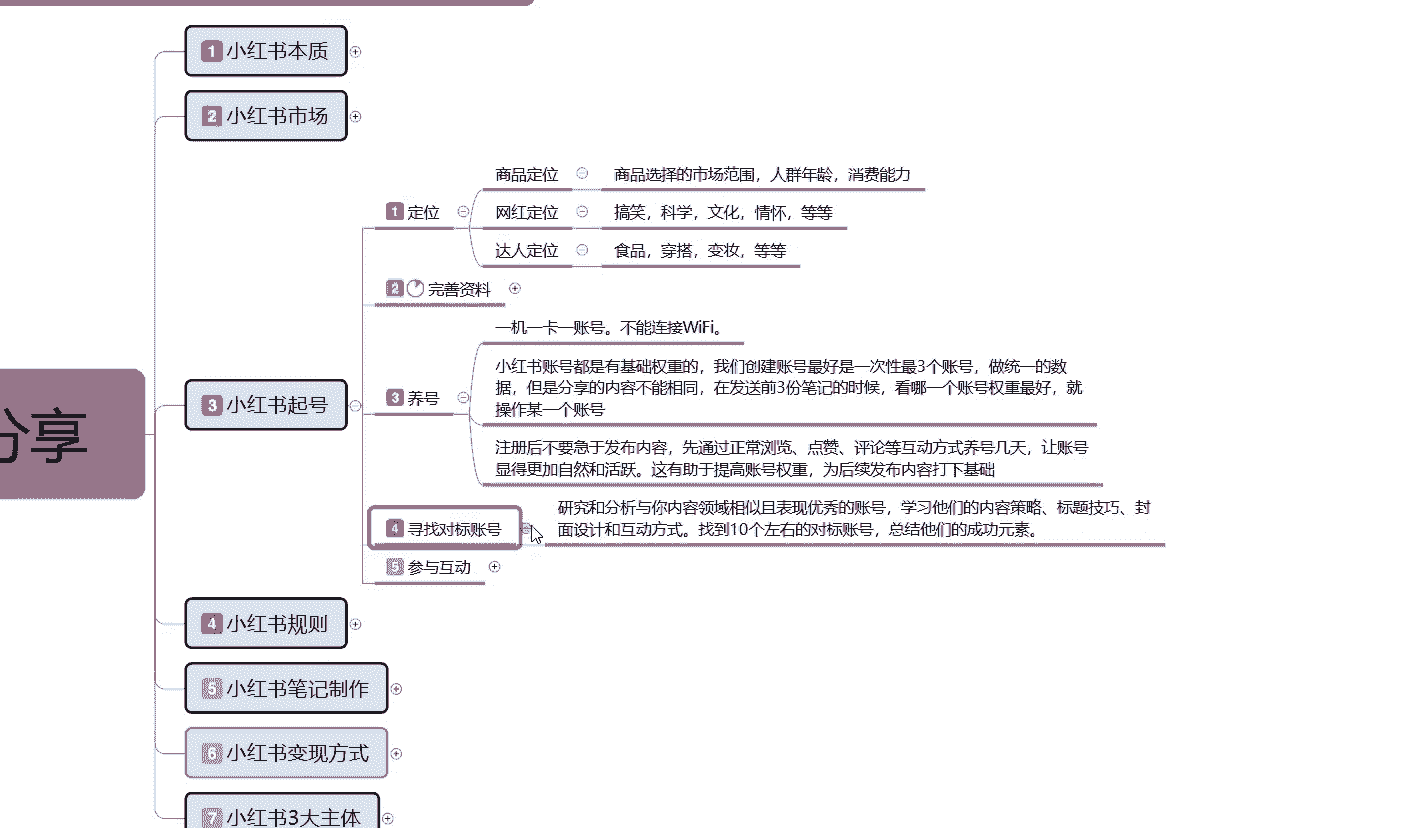 分享
1 小红书本质
2 小红书市场
3 小红书起号
1 定位
商品定位
商品选择的市场范围，人群年龄，消费能力
网红定位
搞笑，科学，文化，情怀，等等
达人定位
食品，穿搭，变妆，等等
2 完善资料
3 养号
一机一卡一账号。不能连接WiFi。
小红书账号都是有基础权重的，我们创建账号最好是一次性最3个账号，做统一的数
据，但是分享的内容不能相同，在发送前3份笔记的时候，看哪一个账号权重最好，就
操作某一个账号
注册后不要急于发布内容，先通过正常浏览、点赞、评论等互动方式养号几天，让账号
显得更加自然和活跃。这有助于提高账号权重，为后续发布内容打下基础
4 寻找对标账号
研究和分析与你内容领域相似且表现优秀的账号，学习他们的内容策略、标题技巧、封
面设计和互动方式。找到10个左右的对标账号，总结他们的成功元素。
5 参与互动
4 小红书规则
5 小红书笔记制作
6 小红书变现方式
7 小红书3大主体